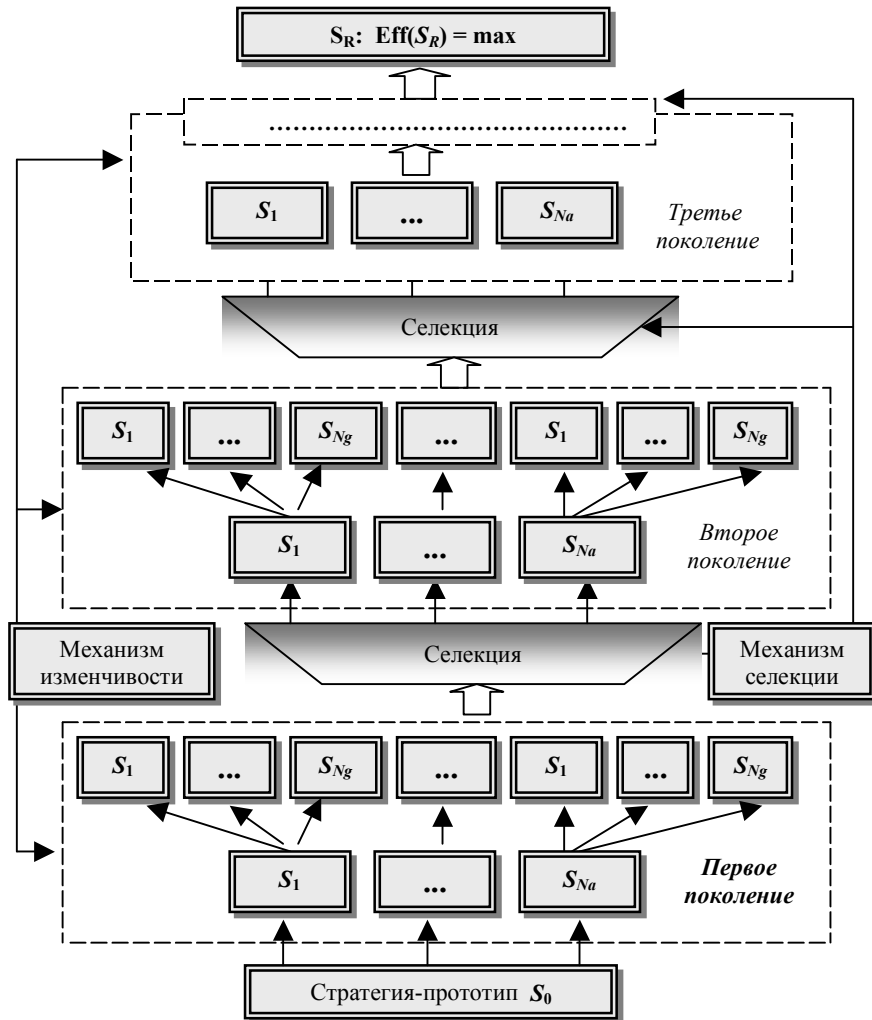 S_R: Eff(S_R) = max
................................................
S_1 ... S_Na
Третье
поколение
Селекция
S_1 ... S_Ng ... S_1 ... S_Ng
S_1 ... S_Na
Второе
поколение
Механизм
изменчивости
Селекция
Механизм
селекции
S_1 ... S_Ng ... S_1 ... S_Ng
S_1 ... S_Na
Первое
поколение
Стратегия-прототип S_0